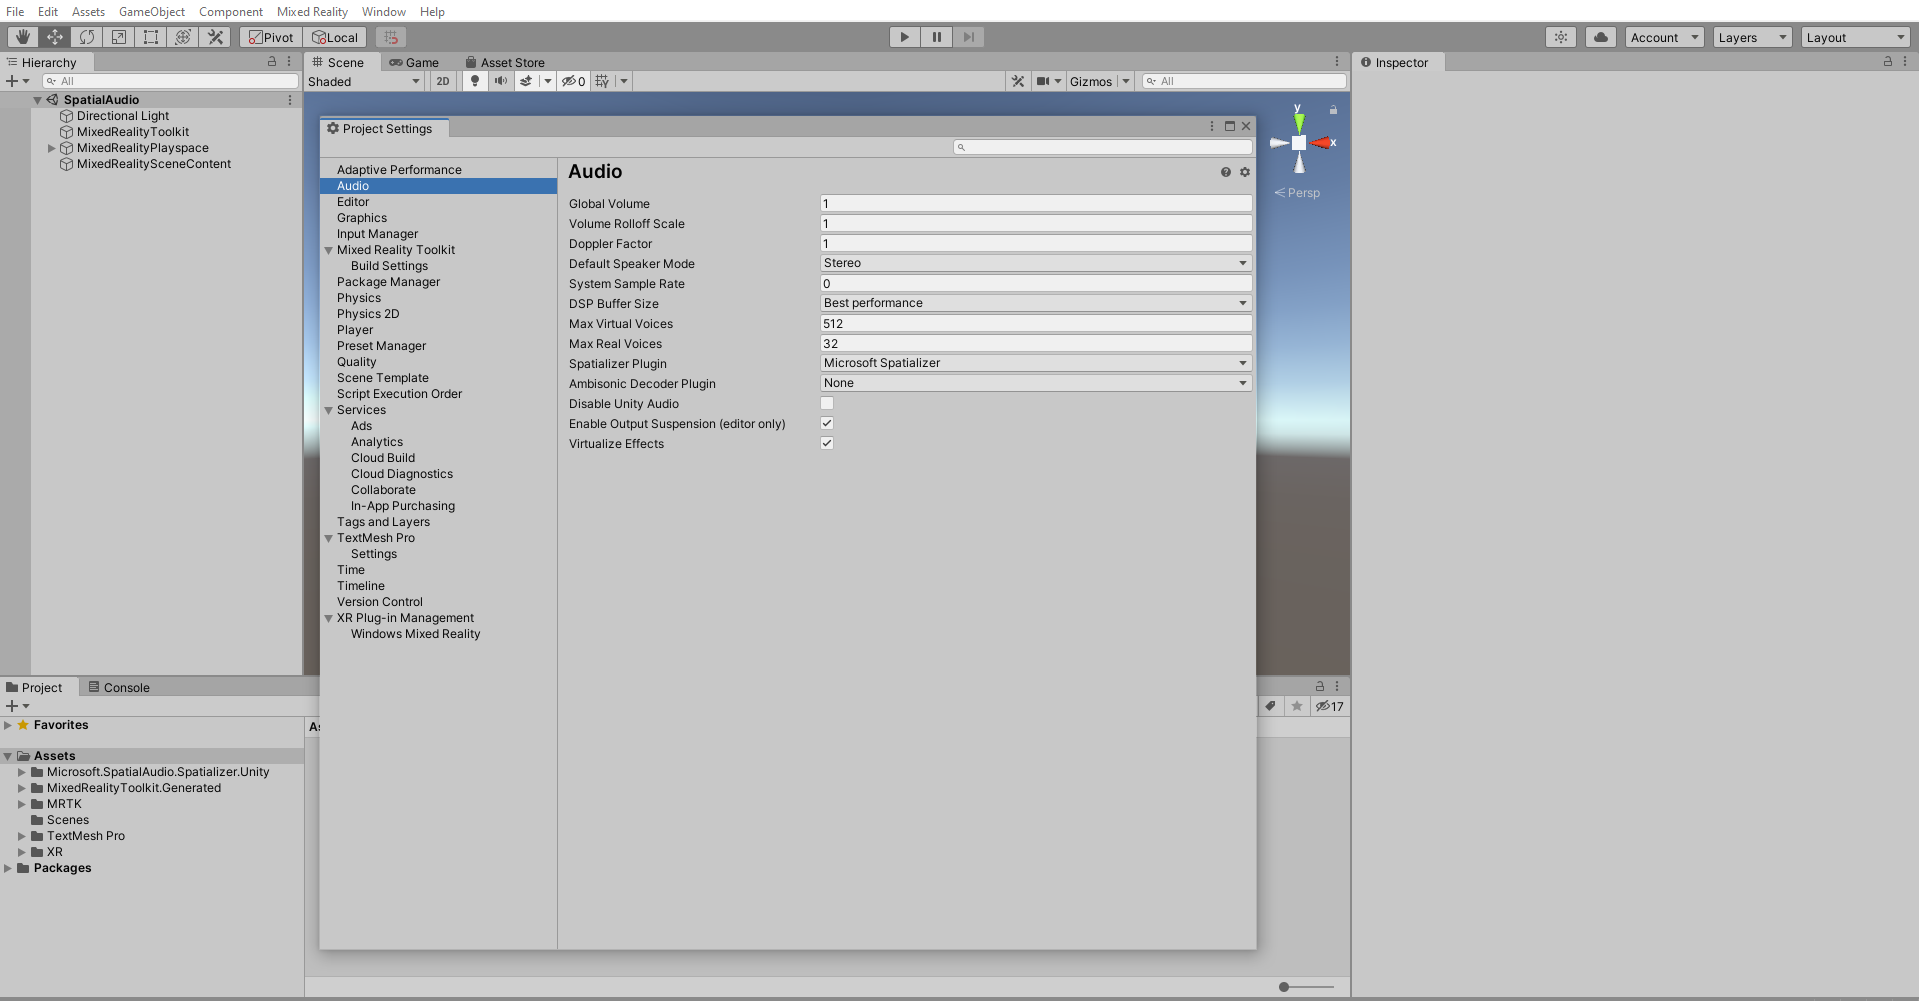 File Edit Assets GameObject Component Mixed Reality Window Help
Pivot Local
Account Layers Layout
Hierarchy
All
SpatialAudio
Directional Light
MixedRealityToolkit
MixedRealityPlayspace
MixedRealitySceneContent
Scene Game Asset Store
Shaded 2D 0 Gizmos All
y
x
Persp
Inspector
Project Settings
Adaptive Performance
Audio
Editor
Graphics
Input Manager
Mixed Reality Toolkit
Build Settings
Package Manager
Physics
Physics 2D
Player
Preset Manager
Quality
Scene Template
Script Execution Order
Services
Ads
Analytics
Cloud Build
Cloud Diagnostics
Collaborate
In-App Purchasing
Tags and Layers
TextMesh Pro
Settings
Time
Timeline
Version Control
XR Plug-in Management
Windows Mixed Reality
Audio
Global Volume 1
Volume Rolloff Scale 1
Doppler Factor 1
Default Speaker Mode Stereo
System Sample Rate 0
DSP Buffer Size Best performance
Max Virtual Voices 512
Max Real Voices 32
Spatializer Plugin Microsoft Spatializer
Ambisonic Decoder Plugin None
Disable Unity Audio
Enable Output Suspension (editor only)
Virtualize Effects
Project Console
17
Favorites
Assets
Microsoft.SpatialAudio.Spatializer.Unity
MixedRealityToolkit.Generated
MRTK
Scenes
TextMesh Pro
XR
Packages